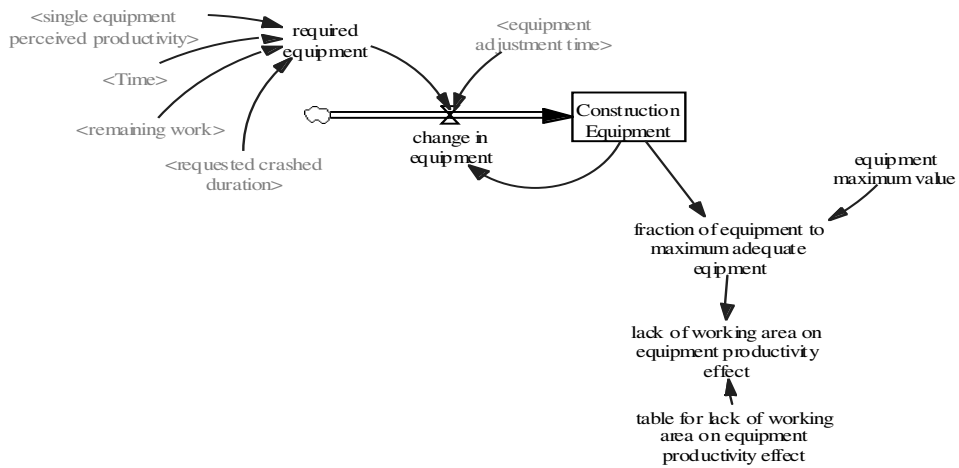 <single equipment
perceived productivity>
required
equipment
<equipment
adjustment time>
<Time>
<remaining work>
<requested crashed
duration>
change in
equipment
Construction
Equipment
equipment
maximum value
fraction of equipment to
maximum adequate
eqipment
lack of working area on
equipment productivity
effect
table for lack of working
area on equipment
productivity effect